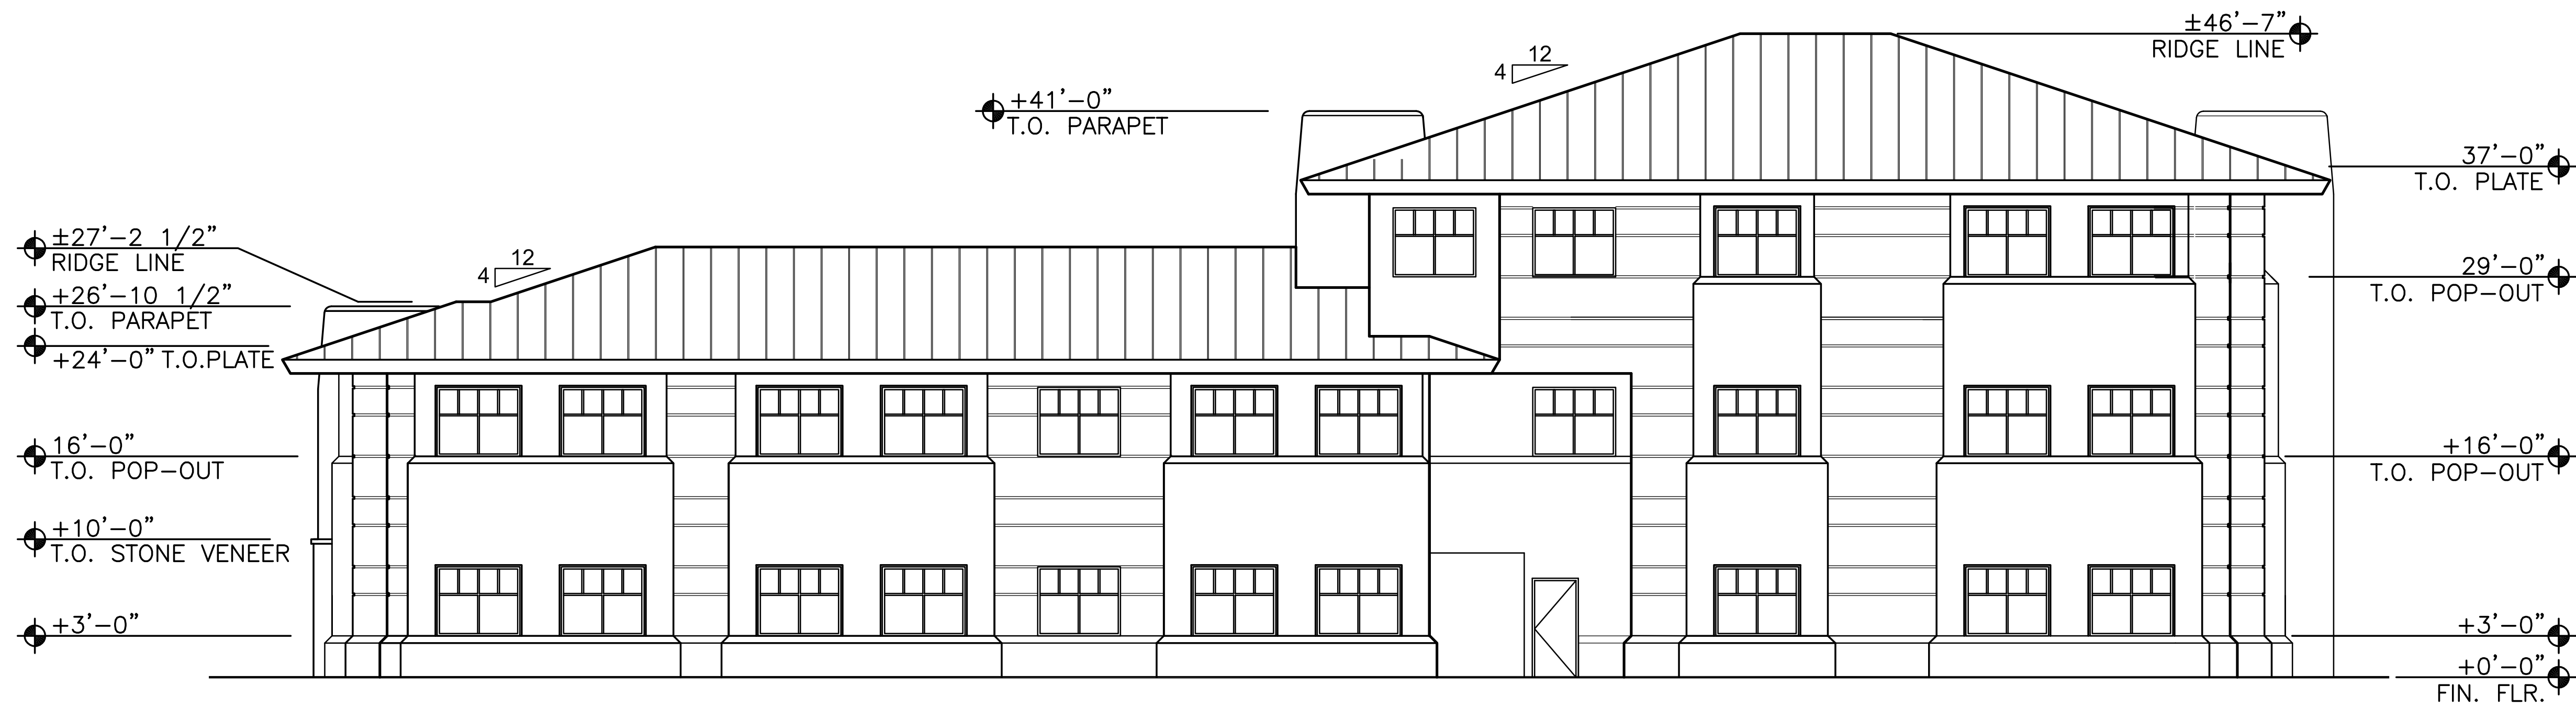 ±46’–7”
RIDGE LINE
12
4
+41’–0”
T.O. PARAPET
37’–0”
T.O. PLATE
±27’–2 1/2”
RIDGE LINE
12
4
29’–0”
T.O. POP–OUT
+26’–10 1/2”
T.O. PARAPET
+24’–0” T.O.PLATE
16’–0”
T.O. POP–OUT
+16’–0”
T.O. POP–OUT
+10’–0”
T.O. STONE VENEER
+3’–0”
+3’–0”
+0’–0”
FIN. FLR.